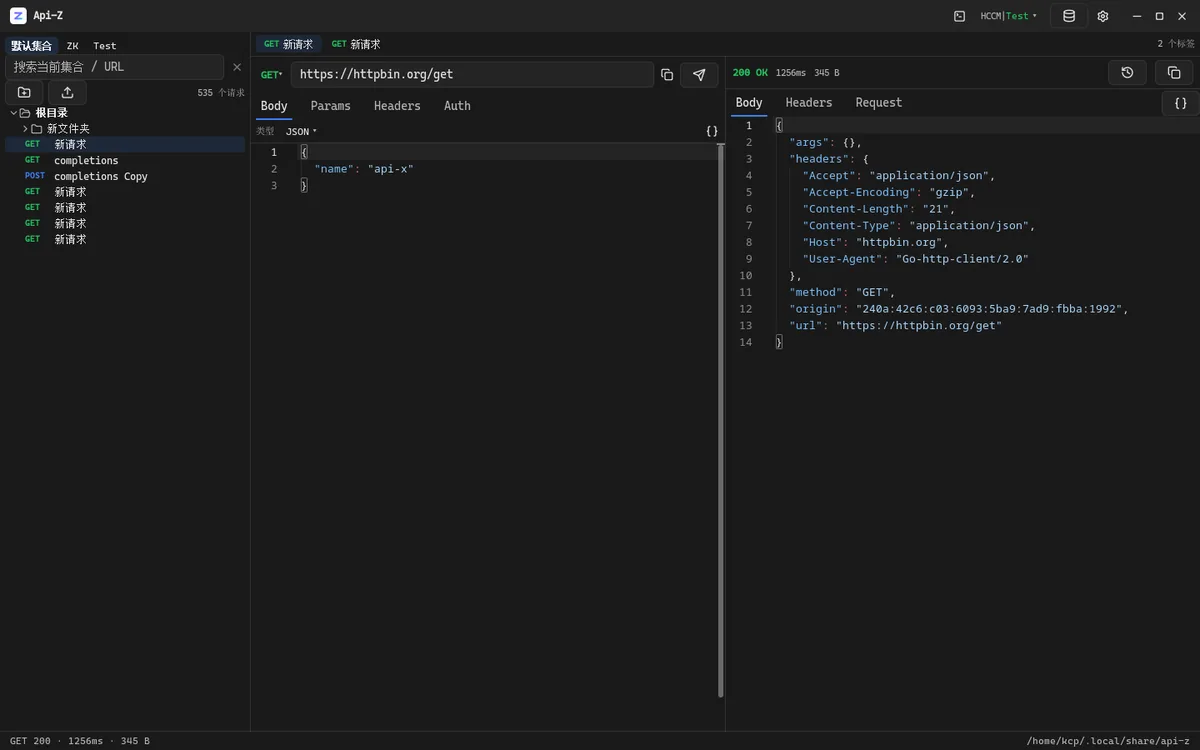 Z Api-Z
HCCM|Test
默认集合 ZK Test
搜索当前集合 / URL
535 个请求
根目录
新文件夹
GET 新请求
GET completions
POST completions Copy
GET 新请求
GET 新请求
GET 新请求
GET 新请求
GET 新请求 GET 新请求
2 个标签
GET https://httpbin.org/get
Body Params Headers Auth
类型 JSON {}
1 {
2 "name": "api-x"
3 }
200 OK 1256ms 345 B
Body Headers Request {}
1 {
2 "args": {},
3 "headers": {
4 "Accept": "application/json",
5 "Accept-Encoding": "gzip",
6 "Content-Length": "21",
7 "Content-Type": "application/json",
8 "Host": "httpbin.org",
9 "User-Agent": "Go-http-client/2.0"
10 },
11 "method": "GET",
12 "origin": "240a:42c6:c03:6093:5ba9:7ad9:fbba:1992",
13 "url": "https://httpbin.org/get"
14 }
GET 200 · 1256ms · 345 B
/home/kcp/.local/share/api-z